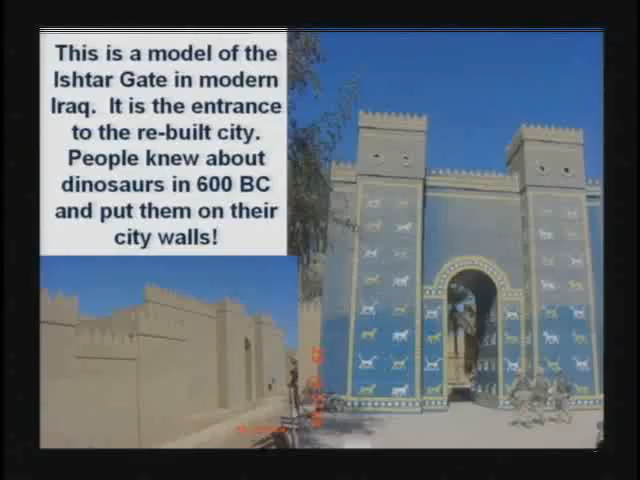 This is a model of the
Ishtar Gate in modern
Iraq. It is the entrance
to the re-built city.
People knew about
dinosaurs in 600 BC
and put them on their
city walls!